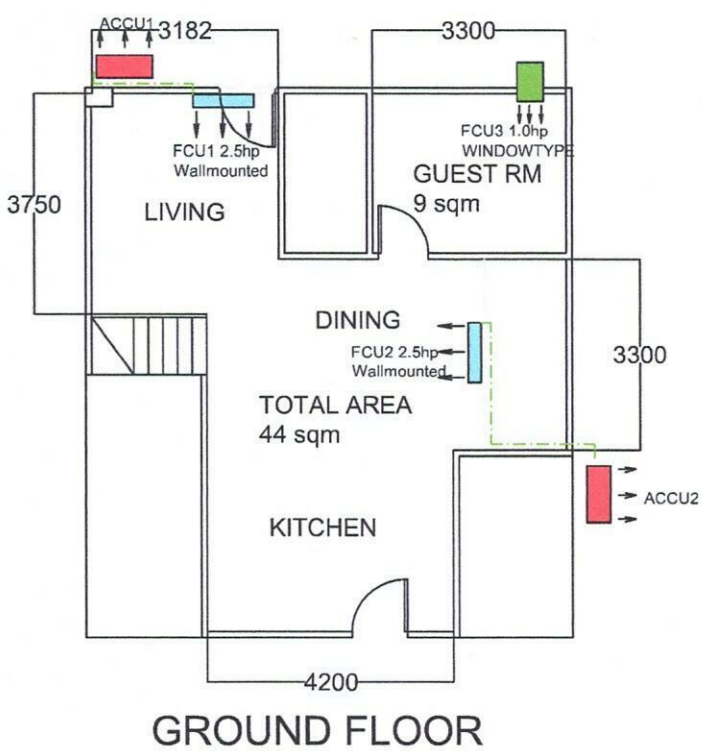 ACCU1
3182
3300
FCU1 2.5hp
Wallmounted
FCU3 1.0hp
WINDOWTYPE
GUEST RM
9 sqm
3750
LIVING
DINING
FCU2 2.5hp
Wallmounted
3300
TOTAL AREA
44 sqm
ACCU2
KITCHEN
4200
GROUND FLOOR